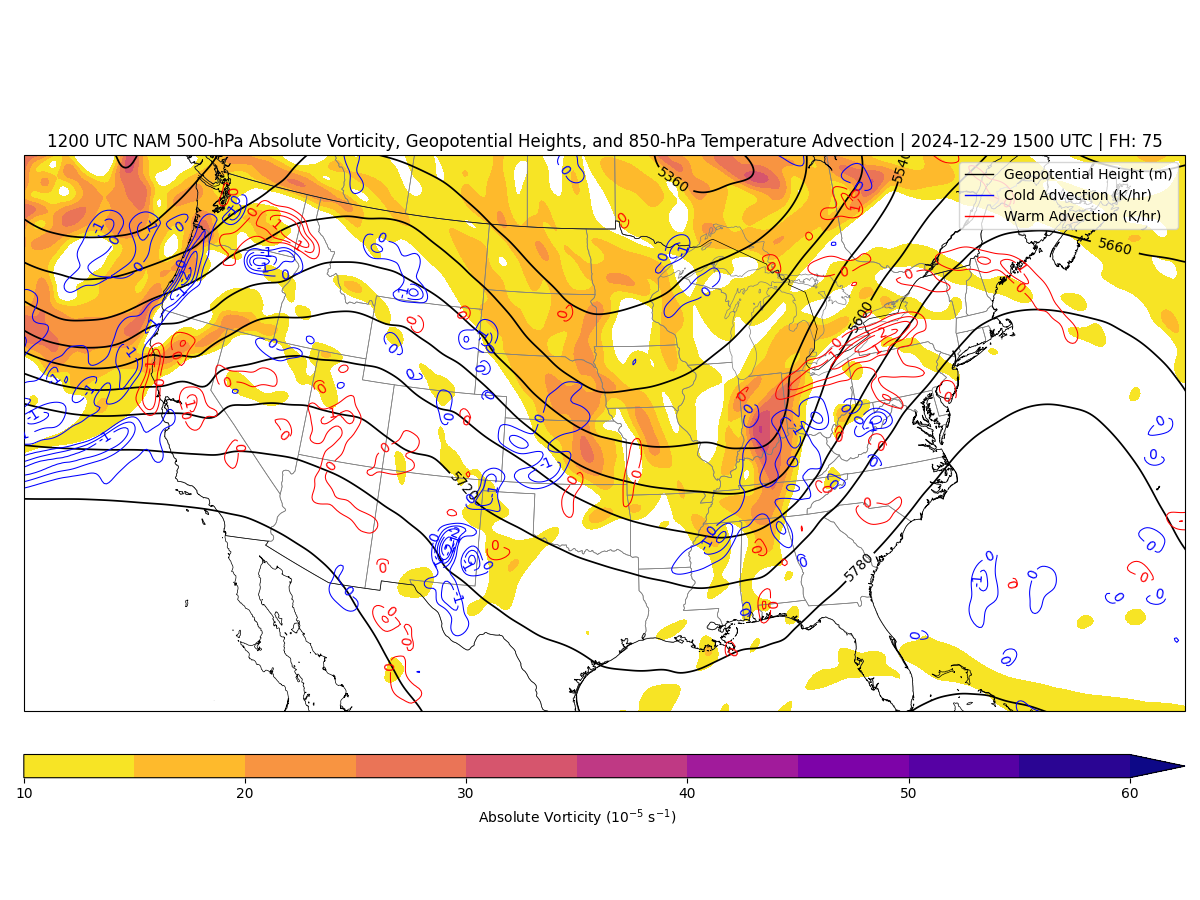 1200 UTC NAM 500-hPa Absolute Vorticity, Geopotential Heights, and 850-hPa Temperature Advection | 2024-12-29 1500 UTC | FH: 75
Geopotential Height (m)
Cold Advection (K/hr)
Warm Advection (K/hr)
5360
5540
5660
5600
5720
5780
10 20 30 40 50 60
Absolute Vorticity (10⁻⁵ s⁻¹)